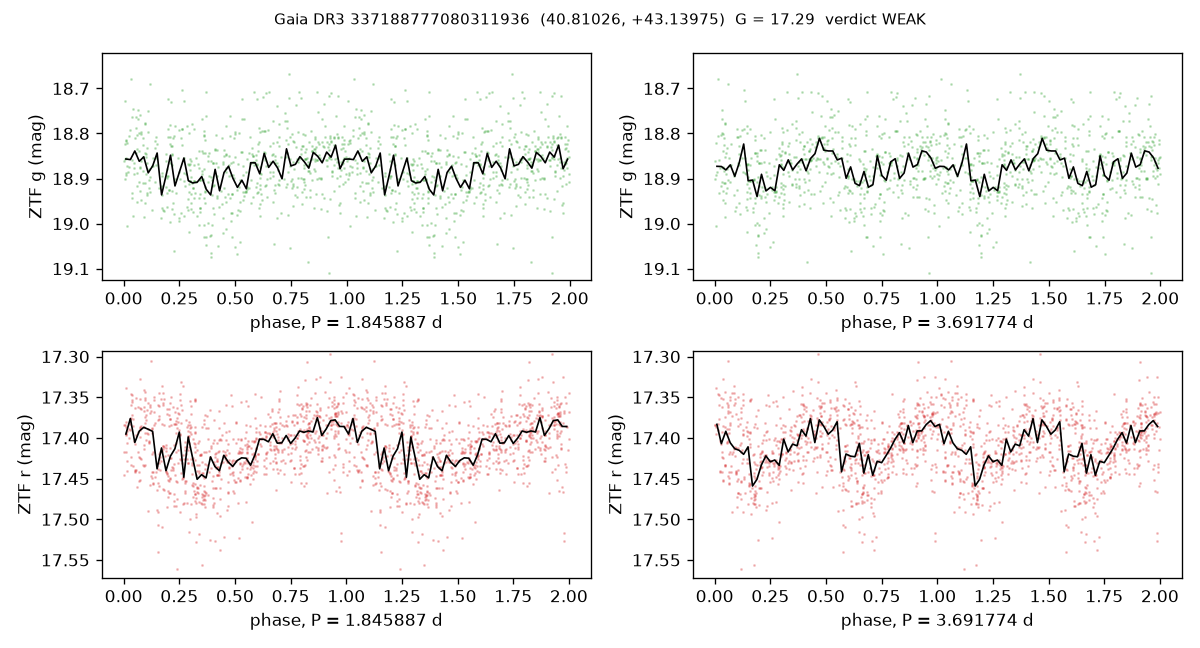 Gaia DR3 337188777080311936 (40.81026, +43.13975) G = 17.29 verdict WEAK
ZTF g (mag)
18.7
18.8
18.9
19.0
19.1
0.00 0.25 0.50 0.75 1.00 1.25 1.50 1.75 2.00
phase, P = 1.845887 d
ZTF g (mag)
18.7
18.8
18.9
19.0
19.1
0.00 0.25 0.50 0.75 1.00 1.25 1.50 1.75 2.00
phase, P = 3.691774 d
ZTF r (mag)
17.30
17.35
17.40
17.45
17.50
17.55
0.00 0.25 0.50 0.75 1.00 1.25 1.50 1.75 2.00
phase, P = 1.845887 d
ZTF r (mag)
17.30
17.35
17.40
17.45
17.50
17.55
0.00 0.25 0.50 0.75 1.00 1.25 1.50 1.75 2.00
phase, P = 3.691774 d